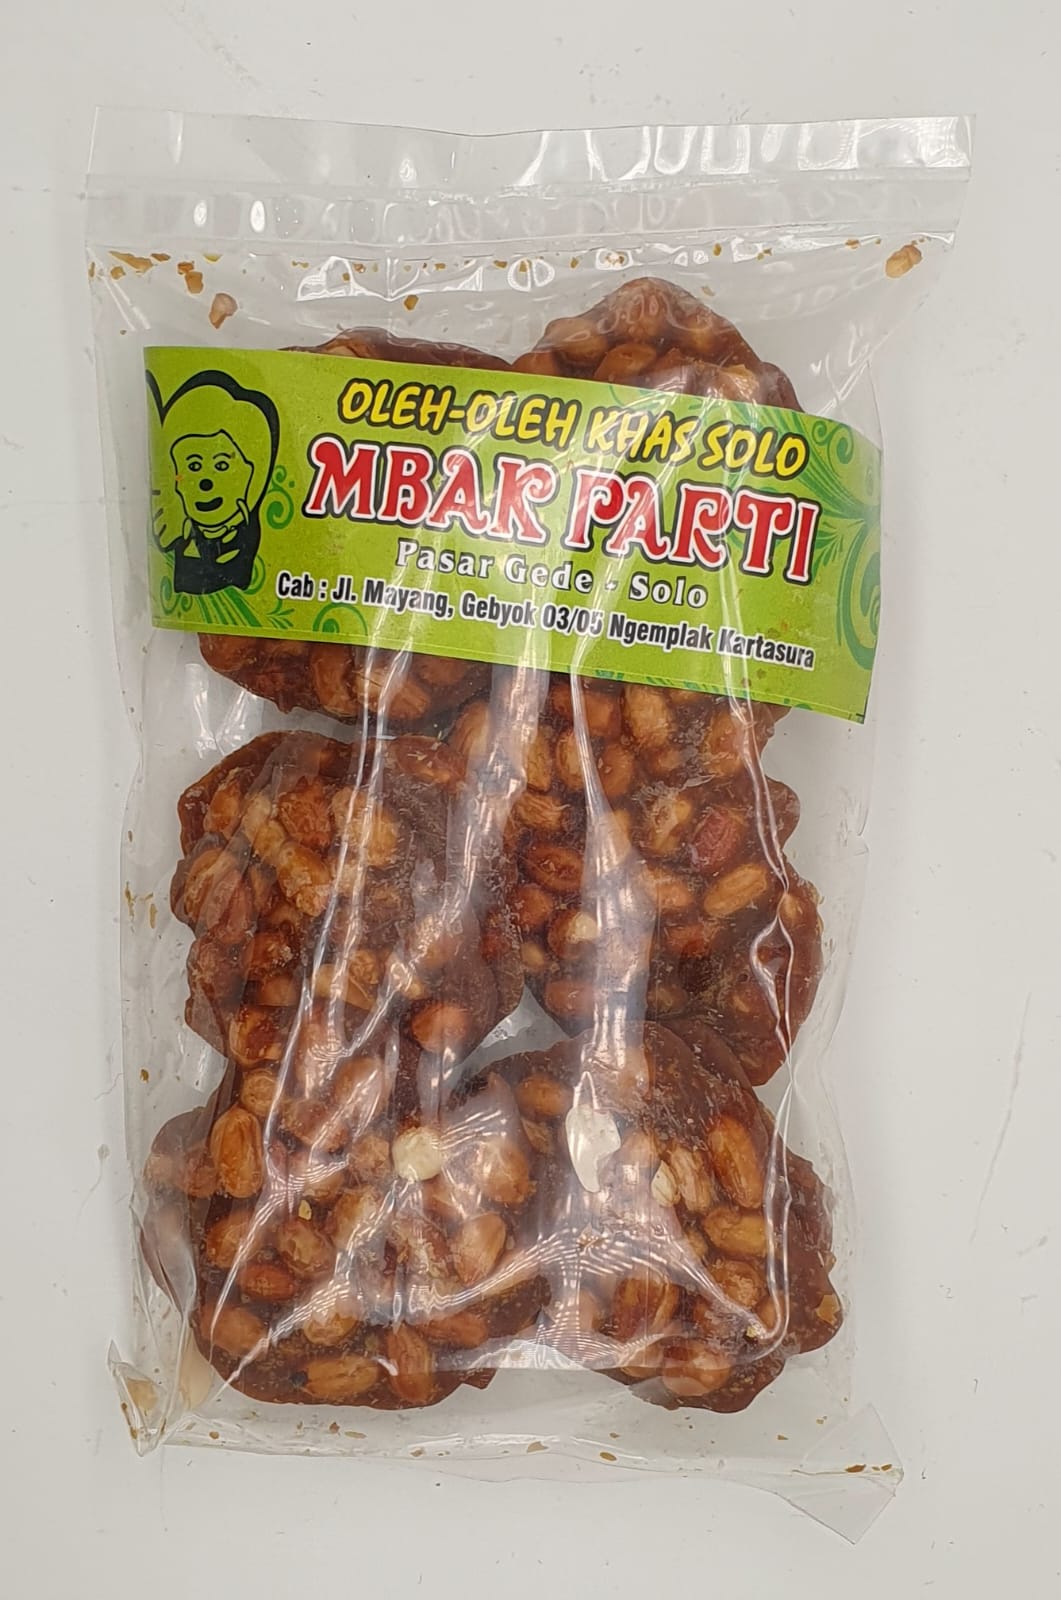 OLEH-OLEH KHAS SOLO
MBAK PARTI
Pasar Gede - Solo
Cab : Jl. Mayang, Gebyok 03/05 Ngemplak Kartasura